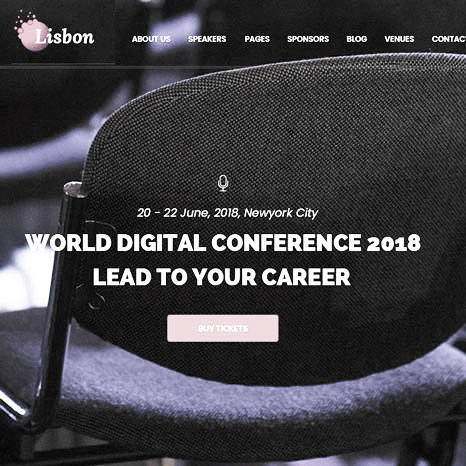 Lisbon
ABOUT US SPEAKERS PAGES SPONSORS BLOG VENUES CONTACT
20 - 22 June, 2018, Newyork City
WORLD DIGITAL CONFERENCE 2018
LEAD TO YOUR CAREER
BUY TICKETS